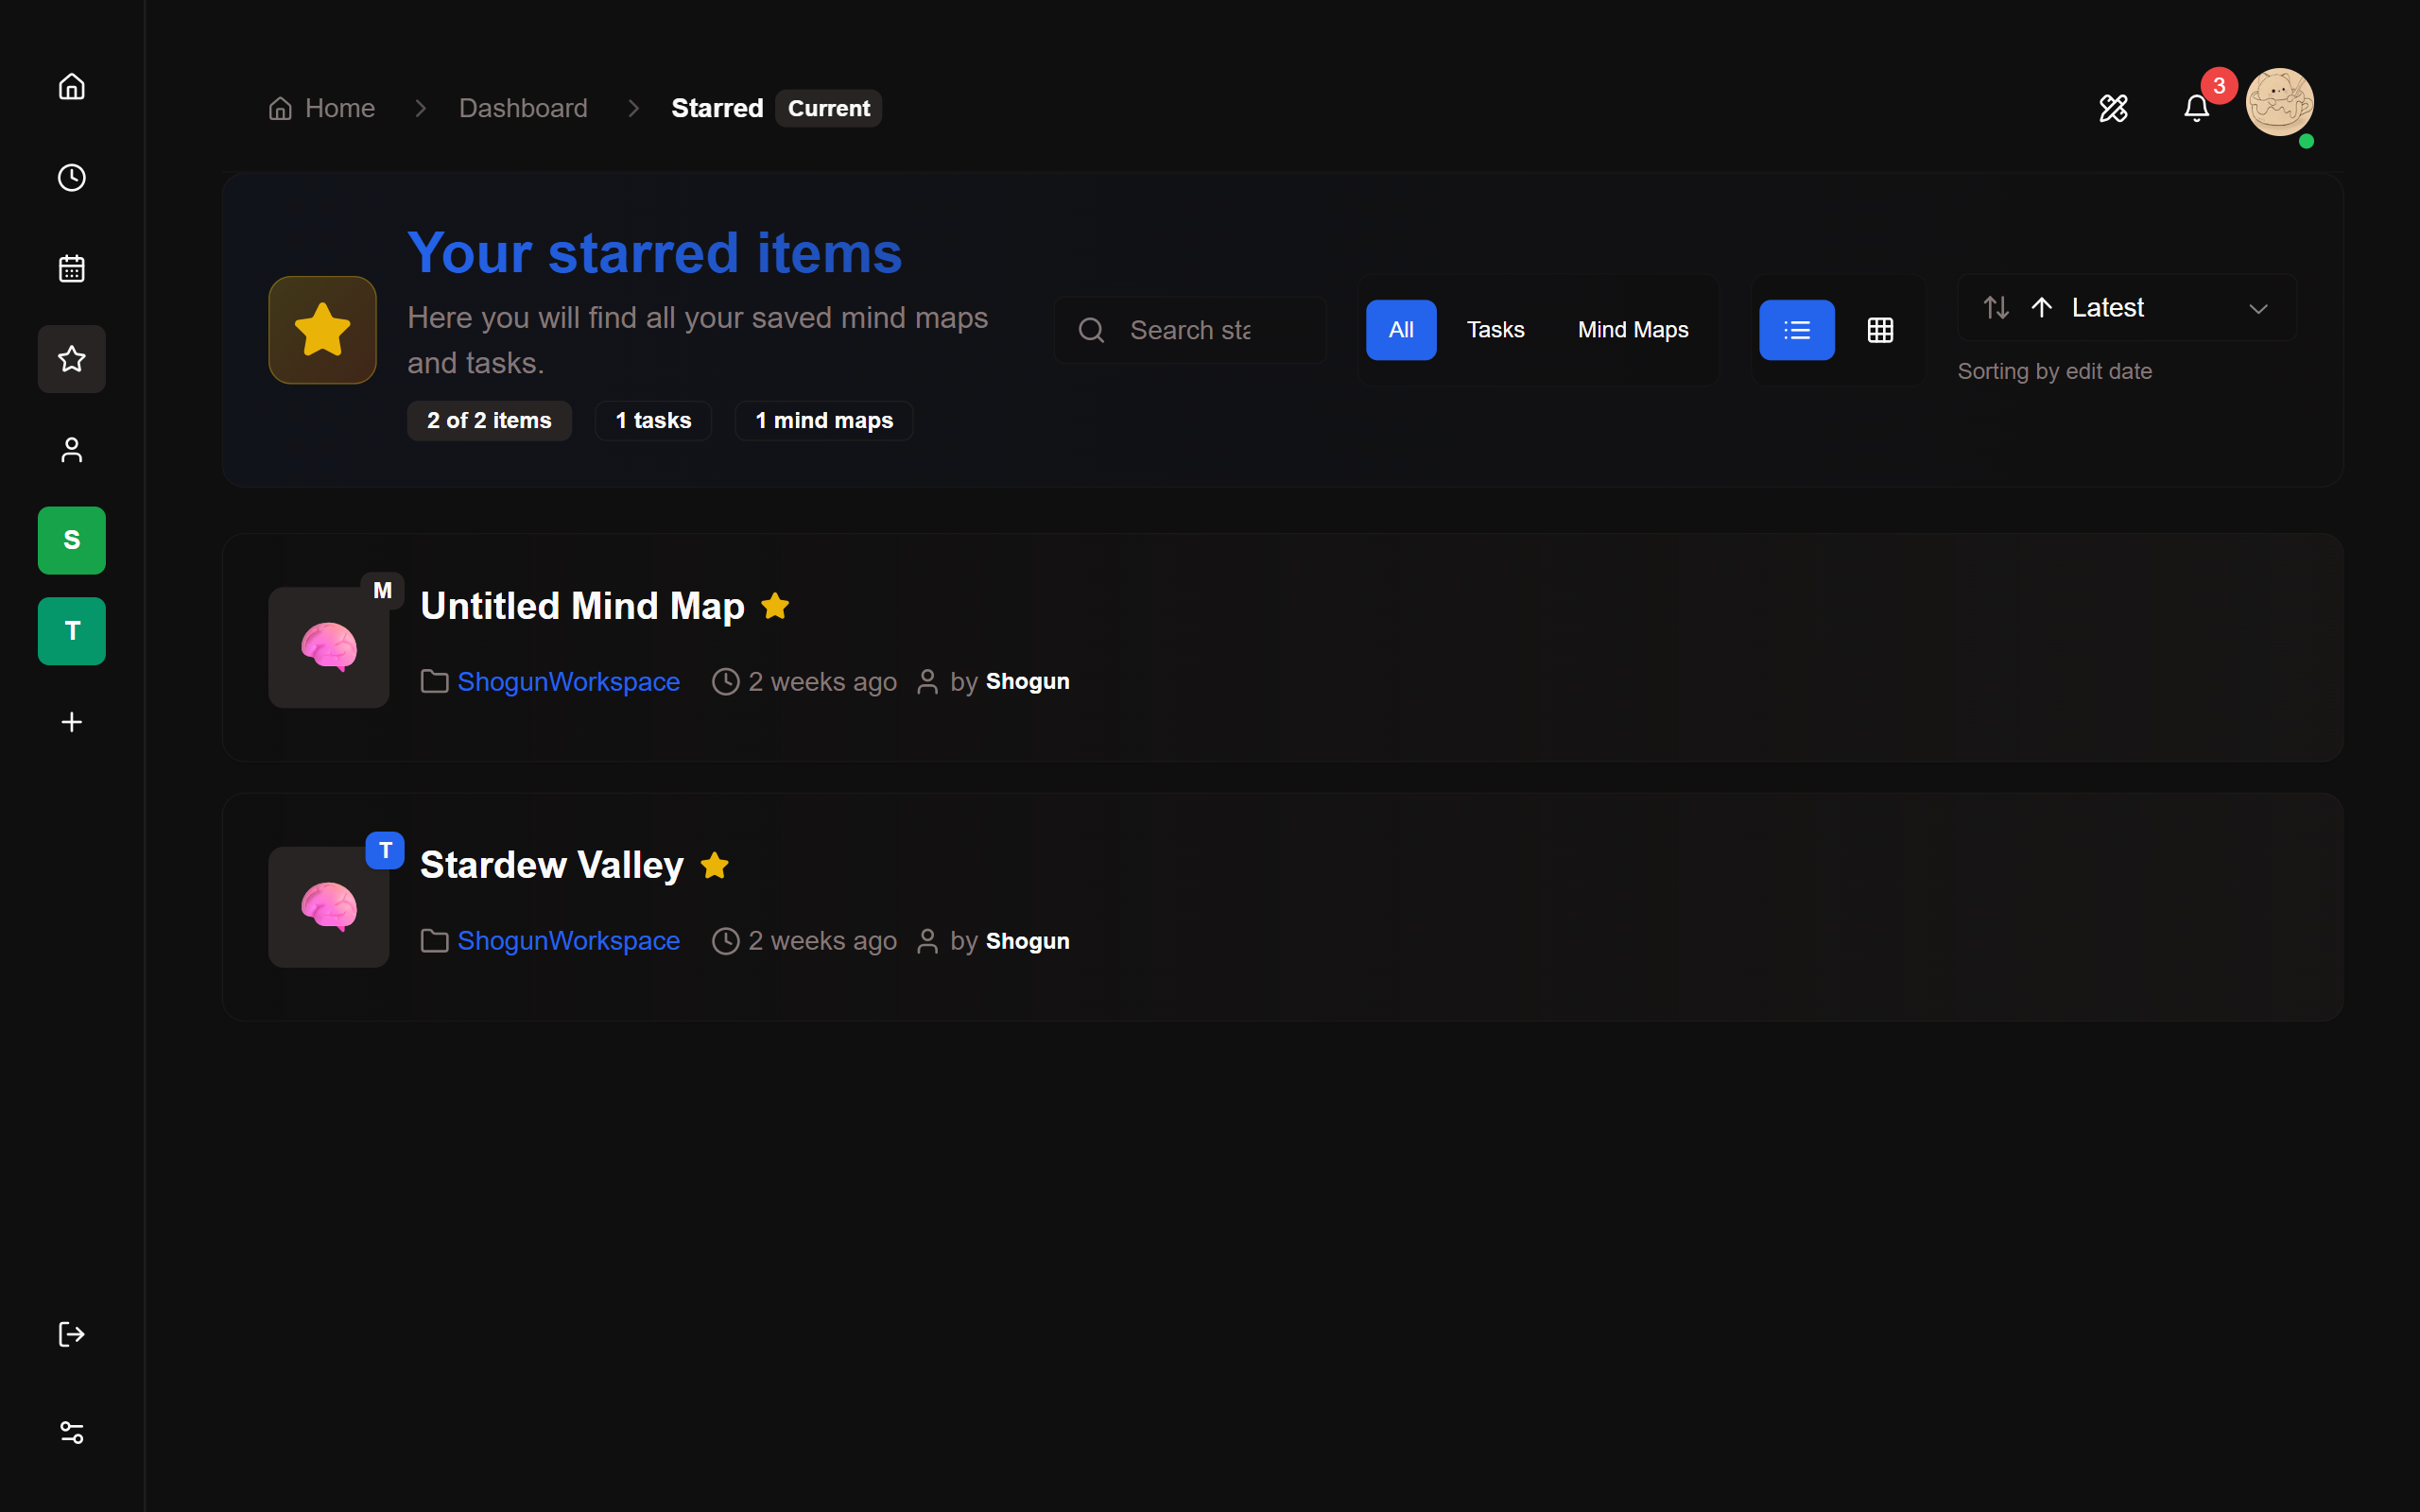 Home > Dashboard > Starred Current
3
Your starred items
Here you will find all your saved mind maps
and tasks.
2 of 2 items 1 tasks 1 mind maps
Search sta
All Tasks Mind Maps
Latest
Sorting by edit date
S
T
M
Untitled Mind Map
ShogunWorkspace 2 weeks ago by Shogun
T
Stardew Valley
ShogunWorkspace 2 weeks ago by Shogun